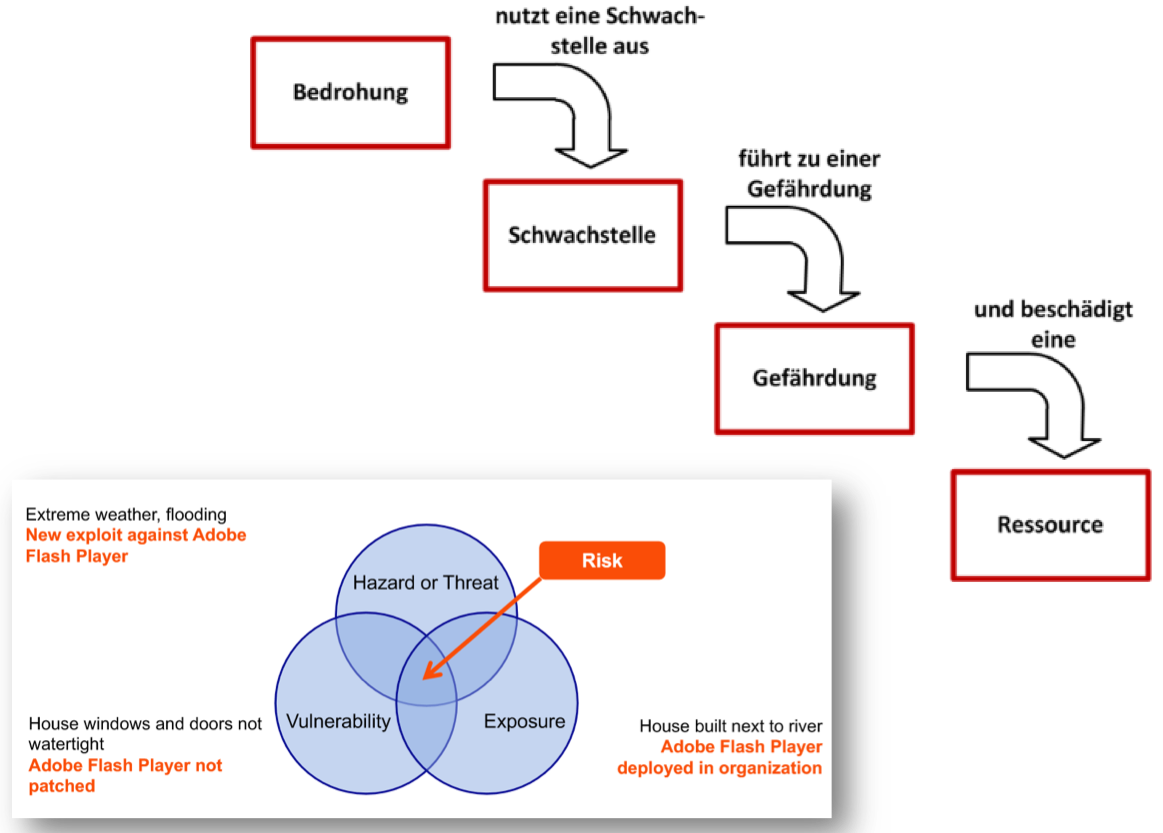 nutzt eine Schwach-
stelle aus
Bedrohung
führt zu einer
Gefährdung
Schwachstelle
und beschädigt
eine
Gefährdung
Ressource
Extreme weather, flooding
New exploit against Adobe
Flash Player
Risk
Hazard or Threat
Vulnerability
Exposure
House windows and doors not
watertight
Adobe Flash Player not
patched
House built next to river
Adobe Flash Player
deployed in organization